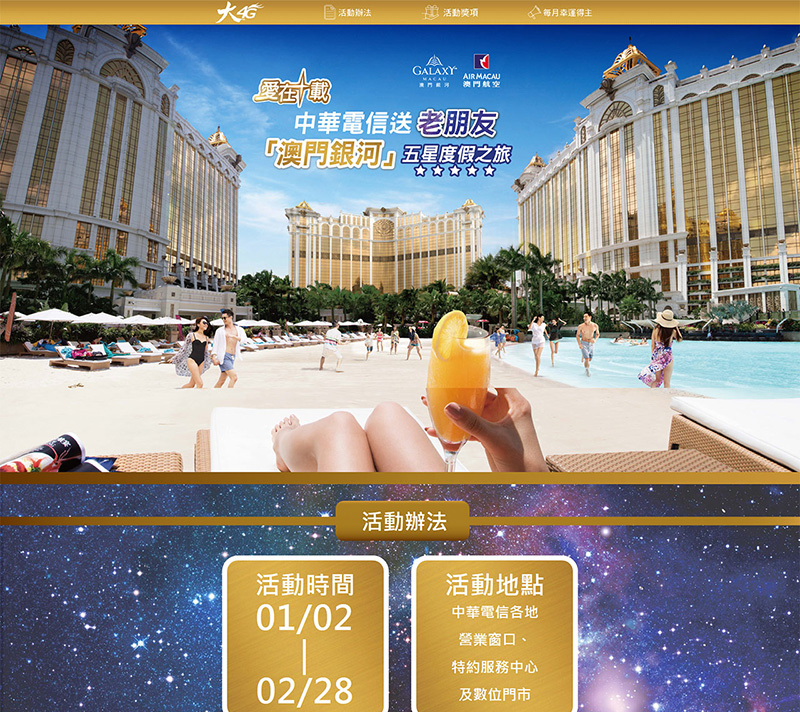 大4G
活動辦法
活動獎項
每月幸運得主
GALAXY
MACAU
澳門銀河
AIR MACAU
澳門航空
愛在十載
中華電信送老朋友
「澳門銀河」五星度假之旅
活動辦法
活動時間
01/02
|
02/28
活動地點
中華電信各地
營業窗口、
特約服務中心
及數位門市